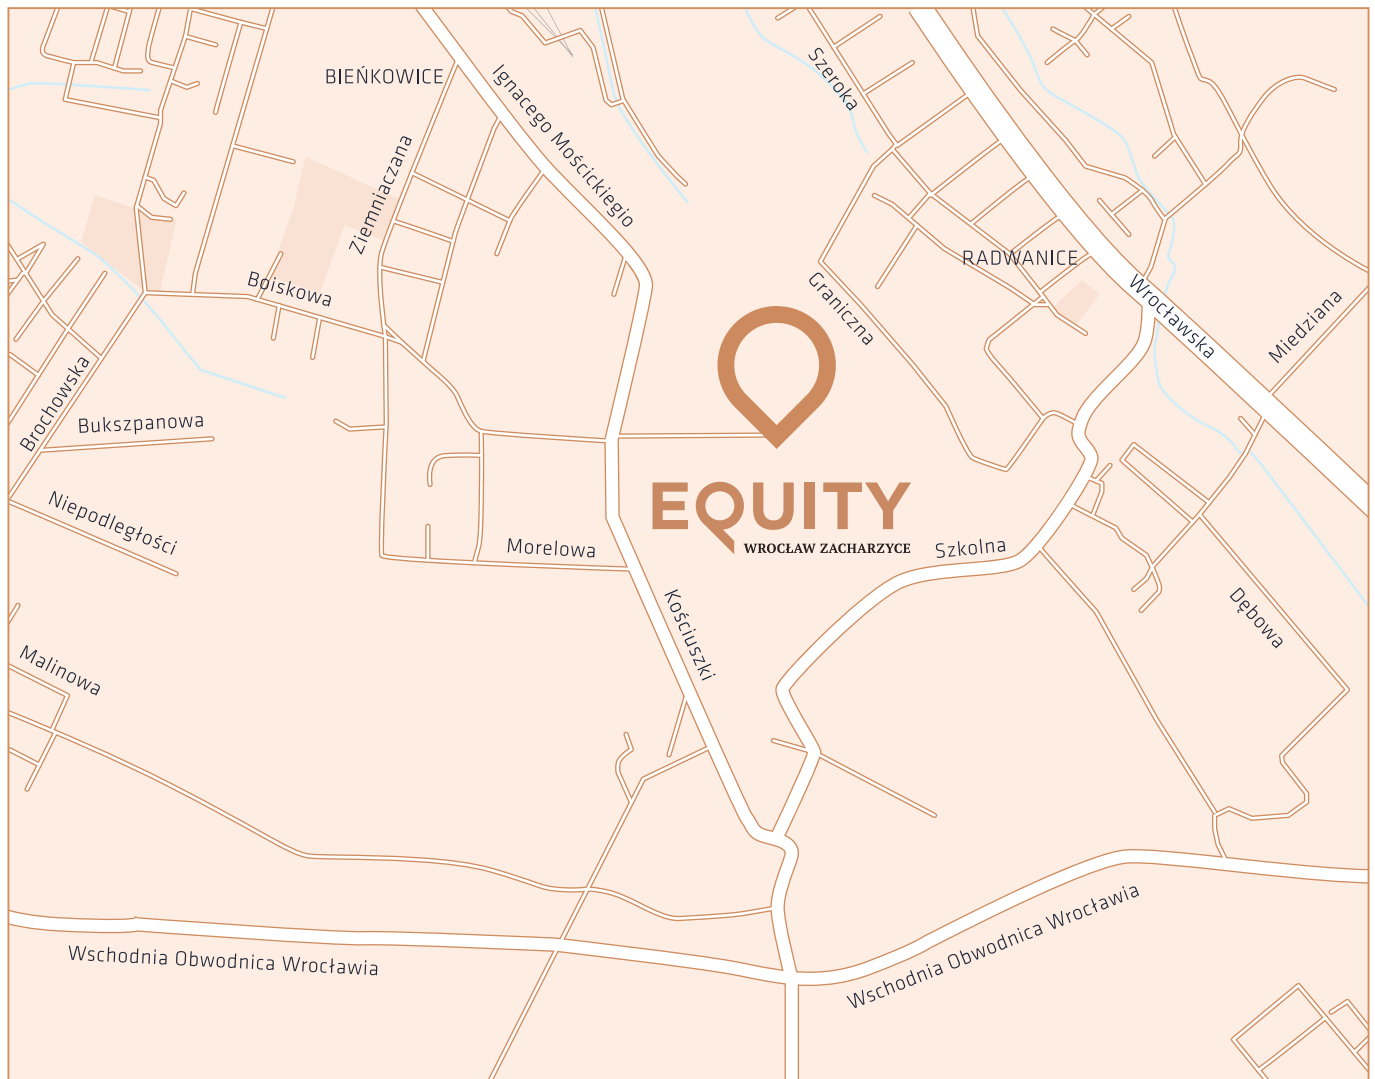 BIEŃKOWICE
Ignacego Mościckiegio
Szeroka
Ziemniaczana
RADWANICE
Boiskowa
Graniczna
Wrocławska
Miedziana
Brochowska
Bukszpanowa
Niepodległości
EQUITY
WROCŁAW ZACHARZYCE
Morelowa
Szkolna
Kościuszki
Dębowa
Malinowa
Wschodnia Obwodnica Wrocławia
Wschodnia Obwodnica Wrocławia